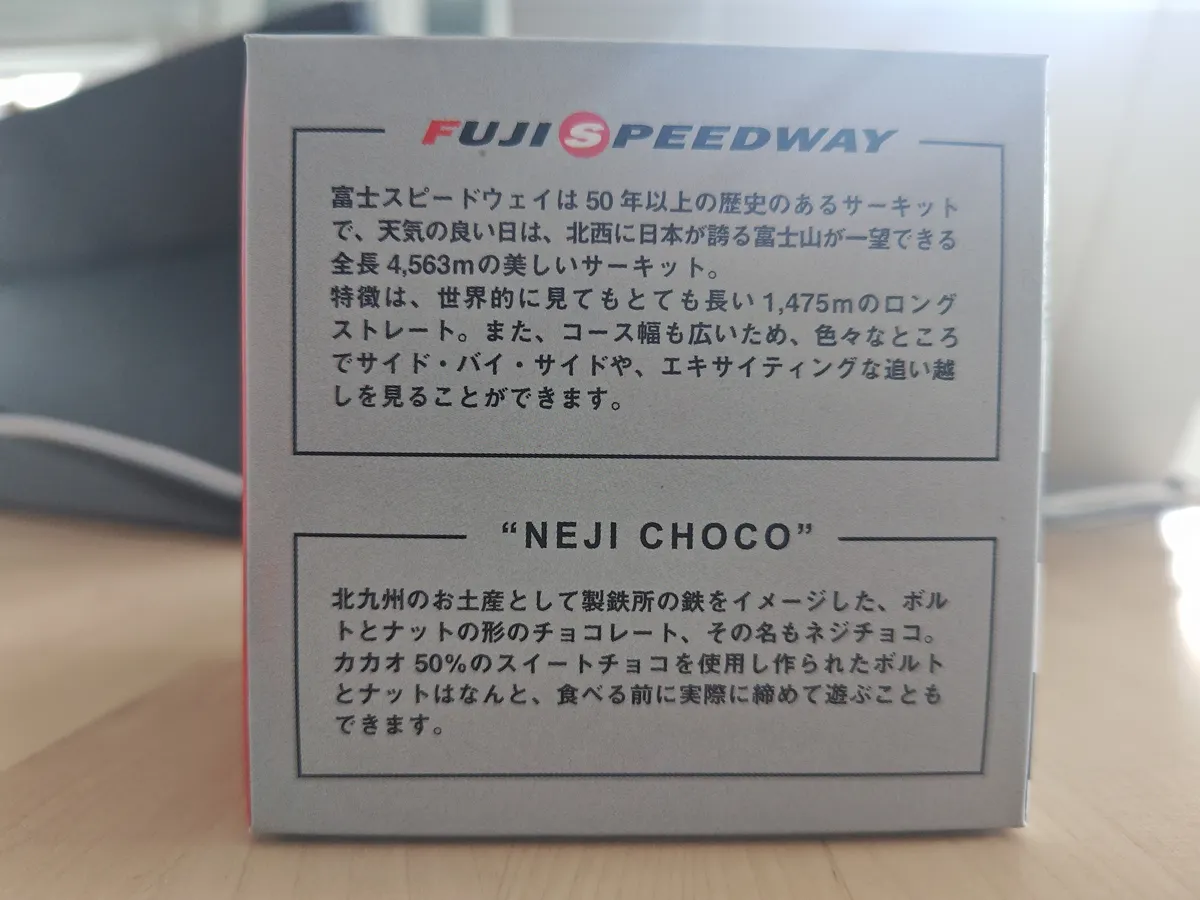 FUJI SPEEDWAY
富士スピードウェイは50年以上の歴史のあるサーキット
で、天気の良い日は、北西に日本が誇る富士山が一望できる
全長4,563mの美しいサーキット。
特徴は、世界的に見てもとても長い1,475mのロング
ストレート。また、コース幅も広いため、色々なところ
でサイド・バイ・サイドや、エキサイティングな追い越
しを見ることができます。
“NEJI CHOCO”
北九州のお土産として製鉄所の鉄をイメージした、ボル
トとナットの形のチョコレート、その名もネジチョコ。
カカオ50%のスイートチョコを使用し作られたボルト
とナットはなんと、食べる前に実際に締めて遊ぶことも
できます。